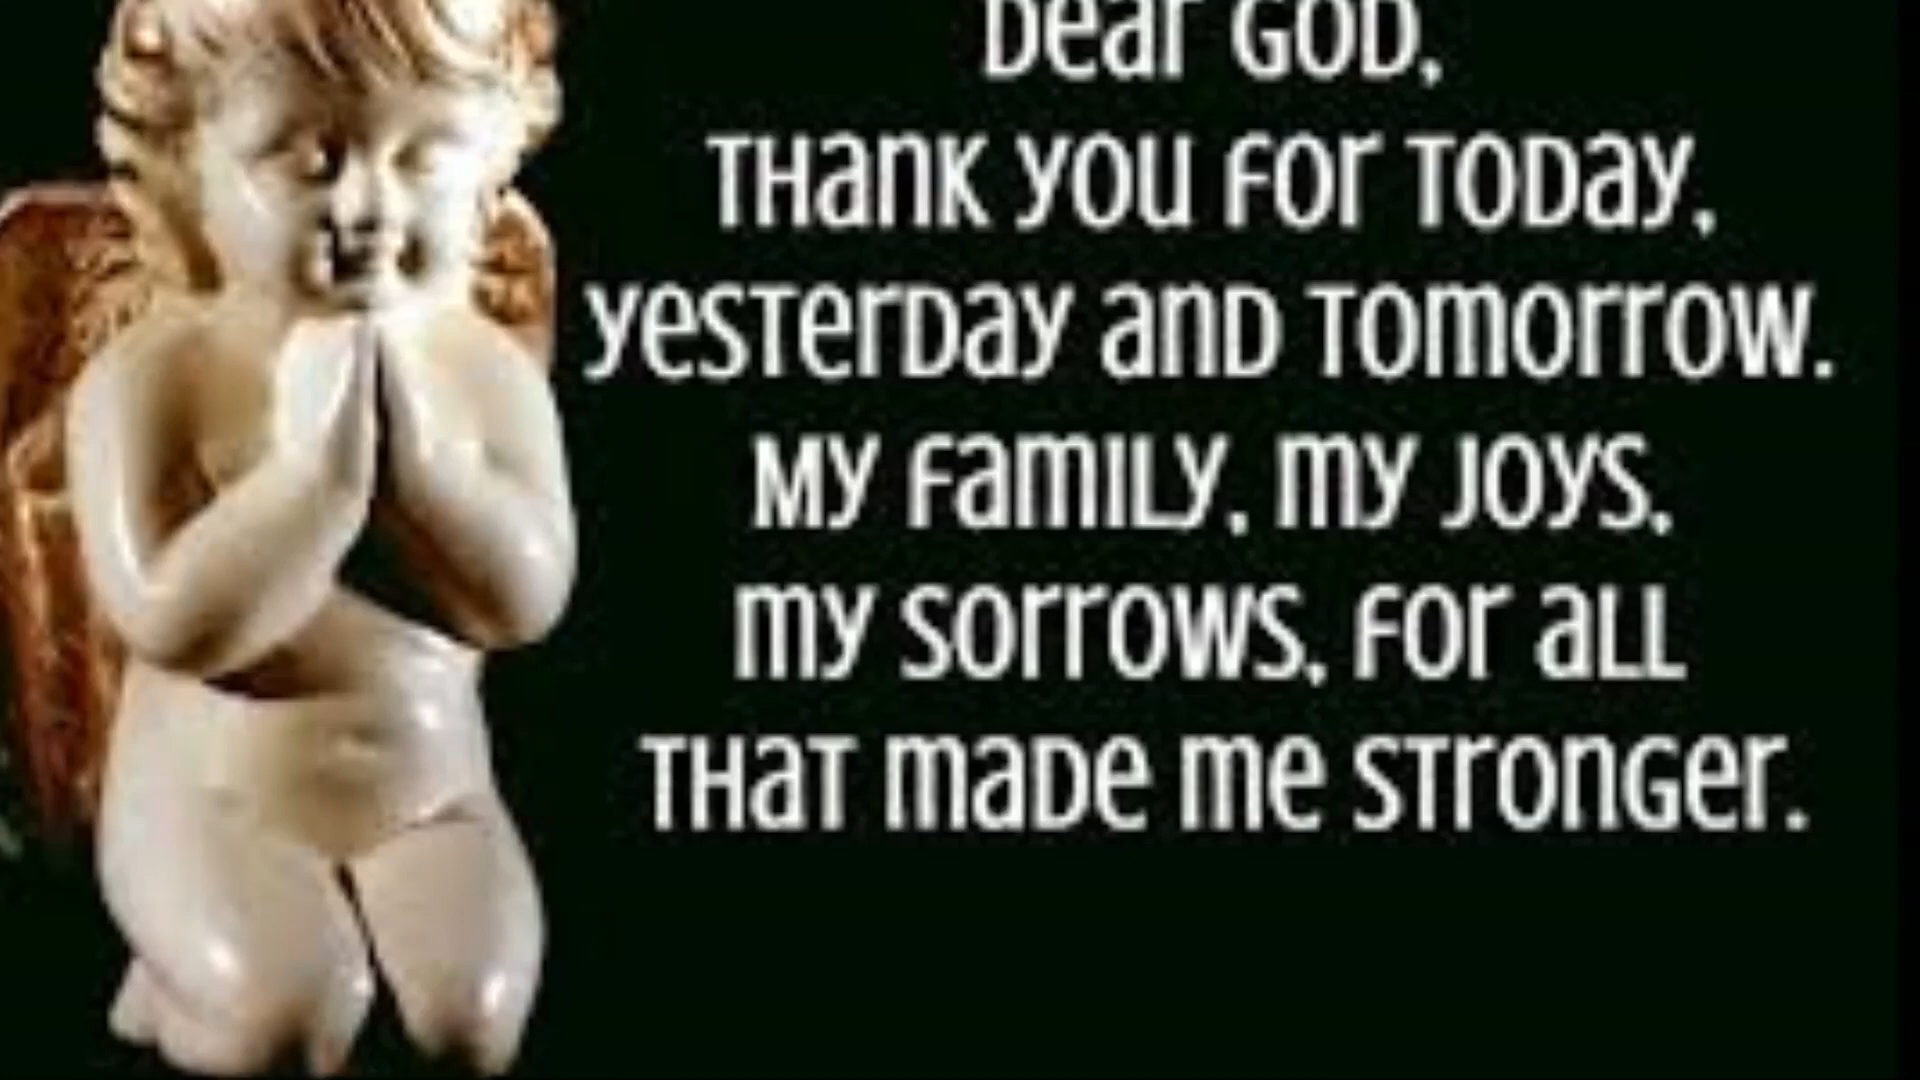 Dear GOD,
THANK YOU FOR TODAY,
YESTERDAY AND TOMORROW.
MY FAMILY, MY JOYS,
MY SORROWS, FOR ALL
THAT MADE ME STRONGER.